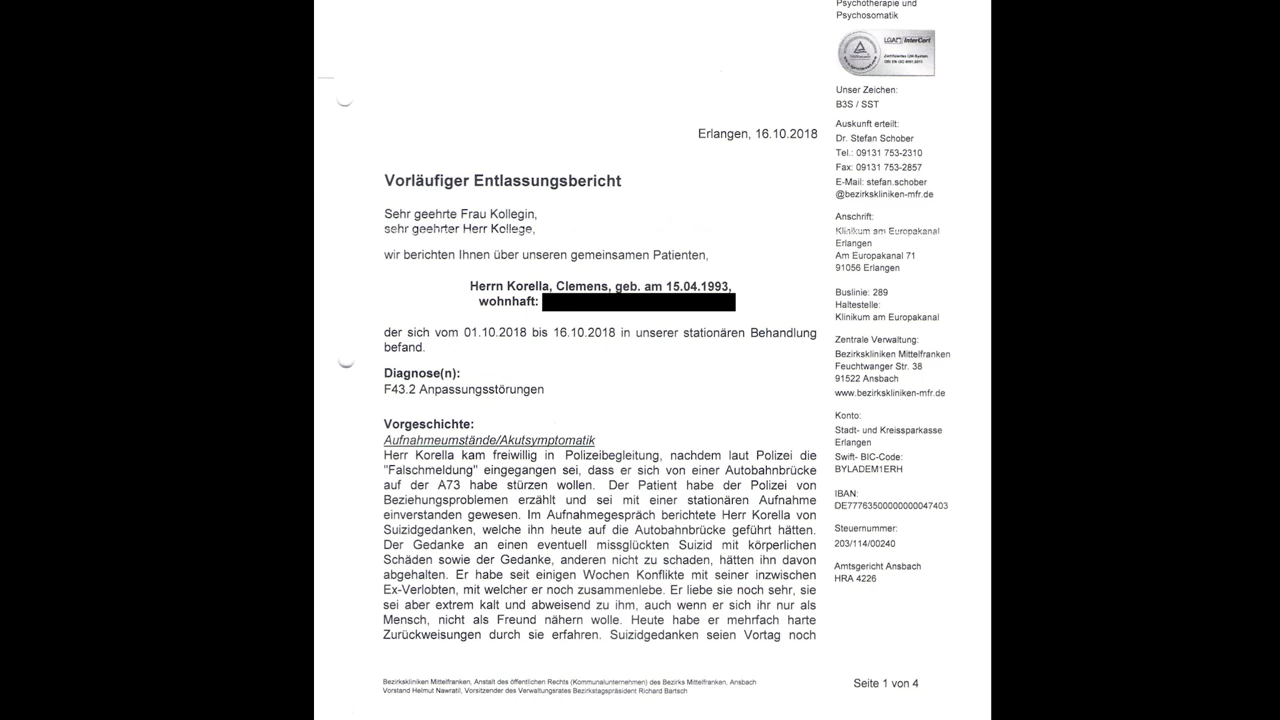 Psychotherapie und
Psychosomatik
LGA InterCert
Zertifiziertes QM-System
DIN EN ISO 9001:2015
Unser Zeichen:
B3S / SST
Auskunft erteilt:
Dr. Stefan Schober
Tel.: 09131 753-2310
Fax: 09131 753-2857
E-Mail: stefan.schober
@bezirkskliniken-mfr.de
Anschrift:
Klinikum am Europakanal
Erlangen
Am Europakanal 71
91056 Erlangen
Buslinie: 289
Haltestelle:
Klinikum am Europakanal
Zentrale Verwaltung:
Bezirkskliniken Mittelfranken
Feuchtwanger Str. 38
91522 Ansbach
www.bezirkskliniken-mfr.de
Konto:
Stadt- und Kreissparkasse
Erlangen
Swift- BIC-Code:
BYLADEM1ERH
IBAN:
DE77763500000000047403
Steuernummer:
203/114/00240
Amtsgericht Ansbach
HRA 4226
Erlangen, 16.10.2018
Vorläufiger Entlassungsbericht
Sehr geehrte Frau Kollegin,
sehr geehrter Herr Kollege,
wir berichten Ihnen über unseren gemeinsamen Patienten,
Herrn Korella, Clemens, geb. am 15.04.1993,
wohnhaft:
der sich vom 01.10.2018 bis 16.10.2018 in unserer stationären Behandlung
befand.
Diagnose(n):
F43.2 Anpassungsstörungen
Vorgeschichte:
Aufnahmeumstände/Akutsymptomatik
Herr Korella kam freiwillig in Polizeibegleitung, nachdem laut Polizei die
"Falschmeldung" eingegangen sei, dass er sich von einer Autobahnbrücke
auf der A73 habe stürzen wollen. Der Patient habe der Polizei von
Beziehungsproblemen erzählt und sei mit einer stationären Aufnahme
einverstanden gewesen. Im Aufnahmegespräch berichtete Herr Korella von
Suizidgedanken, welche ihn heute auf die Autobahnbrücke geführt hätten.
Der Gedanke an einen eventuell missglückten Suizid mit körperlichen
Schäden sowie der Gedanke, anderen nicht zu schaden, hätten ihn davon
abgehalten. Er habe seit einigen Wochen Konflikte mit seiner inzwischen
Ex-Verlobten, mit welcher er noch zusammenlebe. Er liebe sie noch sehr, sie
sei aber extrem kalt und abweisend zu ihm, auch wenn er sich ihr nur als
Mensch, nicht als Freund nähern wolle. Heute habe er mehrfach harte
Zurückweisungen durch sie erfahren. Suizidgedanken seien Vortag noch
Bezirkskliniken Mittelfranken, Anstalt des öffentlichen Rechts (Kommunalunternehmen) des Bezirks Mittelfranken, Ansbach
Vorstand Helmut Nawratil, Vorsitzender des Verwaltungsrates Bezirkstagspräsident Richard Bartsch
Seite 1 von 4